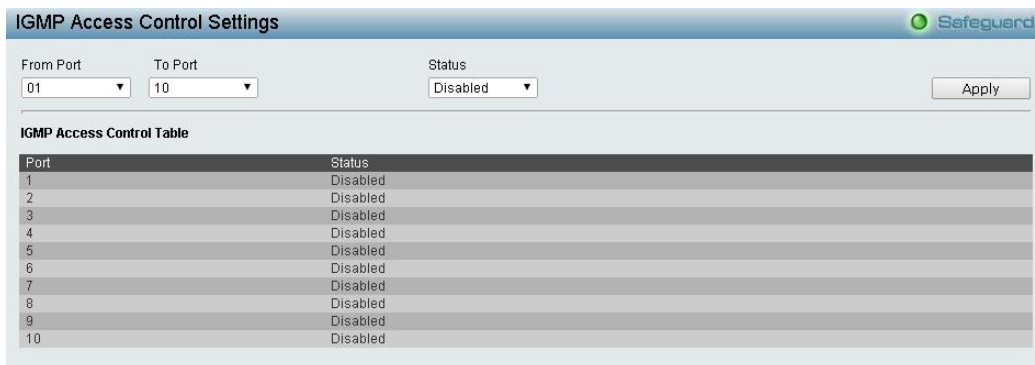 IGMP Access Control Settings Safeguard
From Port To Port Status
01 10 Disabled Apply
IGMP Access Control Table
Port Status
1 Disabled
2 Disabled
3 Disabled
4 Disabled
5 Disabled
6 Disabled
7 Disabled
8 Disabled
9 Disabled
10 Disabled